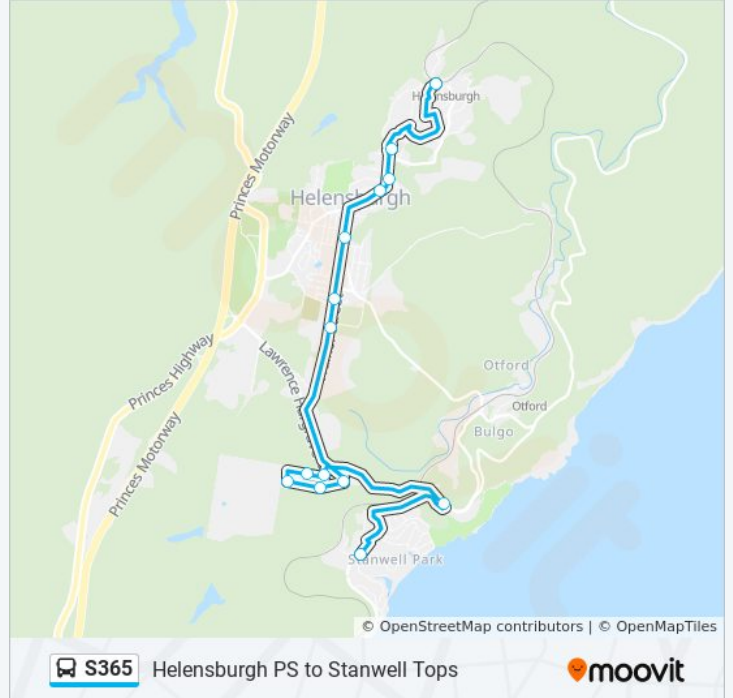 Helensburgh
Princes Motorway
Helensburgh
Princes Highway
Lawrence Hargrave
Otford
Otford
Bulgo
Princes Motorway
Stanwell Park
© OpenStreetMap contributors | © OpenMapTiles
S365 Helensburgh PS to Stanwell Tops
moovit